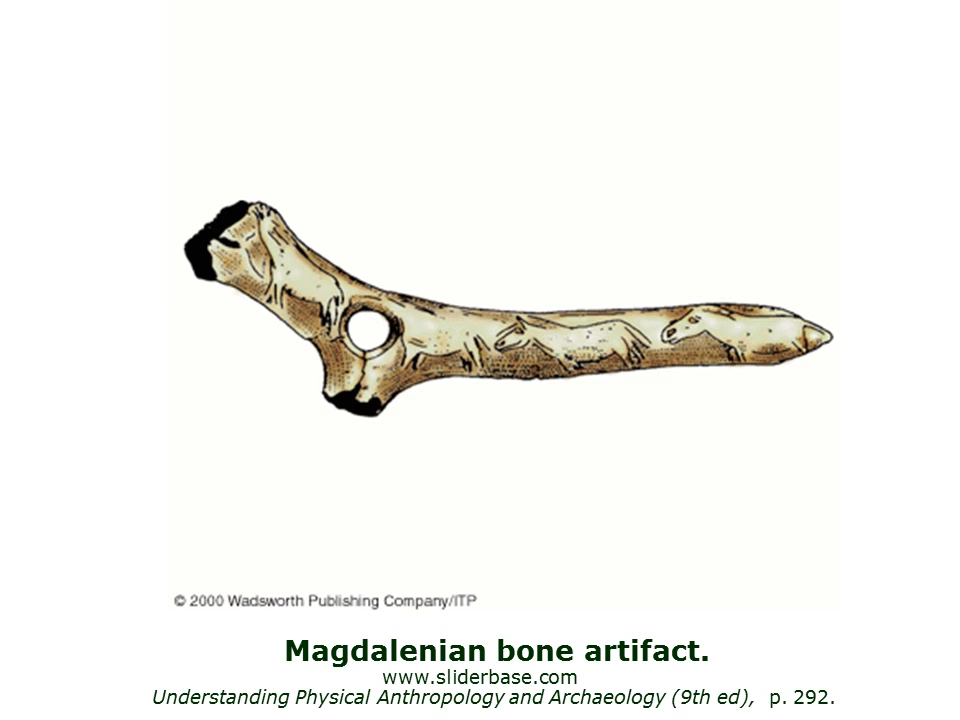 © 2000 Wadsworth Publishing Company/ITP
Magdalenian bone artifact.
www.sliderbase.com
Understanding Physical Anthropology and Archaeology (9th ed), p. 292.